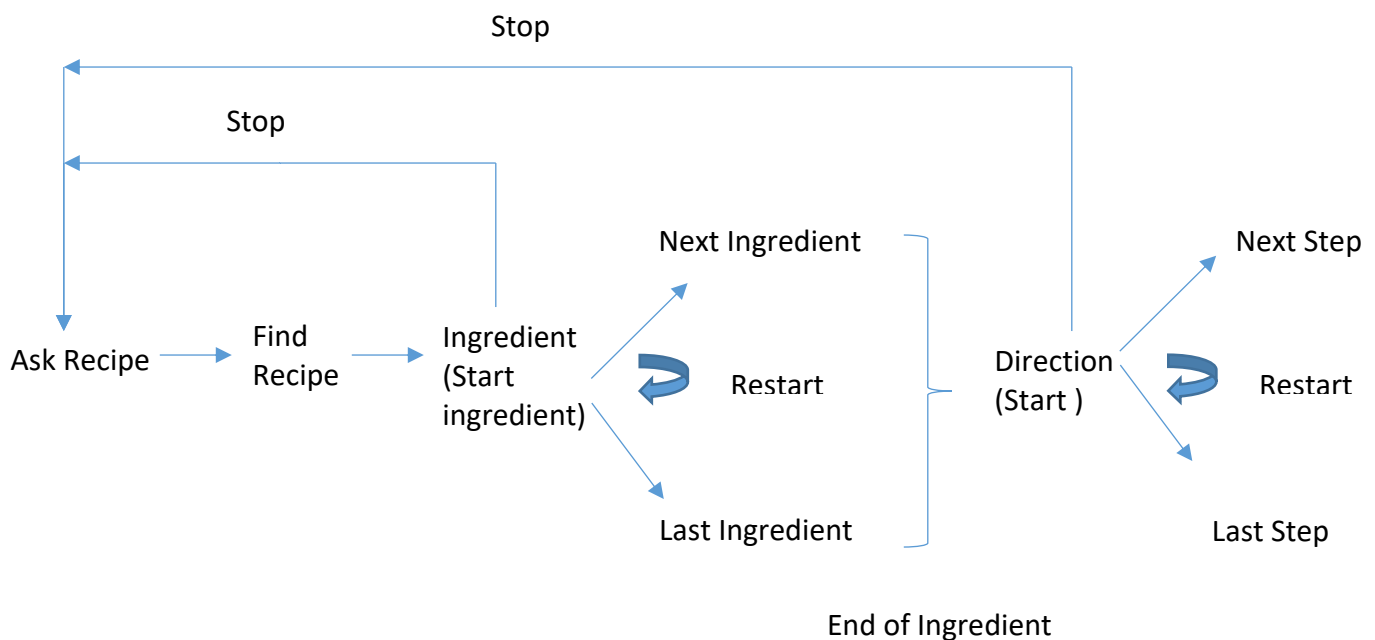 Stop
Stop
Next Ingredient
Next Step
Ask Recipe
Find
Recipe
Ingredient
(Start
ingredient)
Restart
Direction
(Start )
Restart
Last Ingredient
Last Step
End of Ingredient